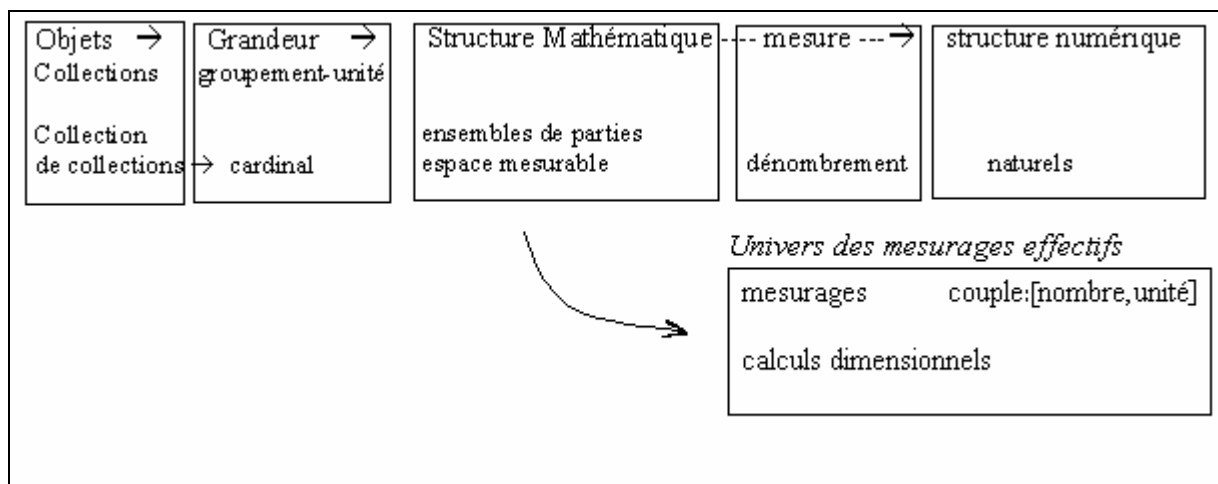 Objets → Grandeur → Structure Mathématique ---- mesure --- → structure numérique
Collections groupement-unité
Collection ensembles de parties
de collections → cardinal espace mesurable dénombrement naturels
Univers des mesurages effectifs
mesurages couple:[nombre,unité]
calculs dimensionnels